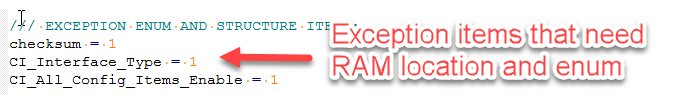 /// EXCEPTION ENUM AND STRUCTURE
checksum = 1
CI_Interface_Type = 1
CI_All_Config_Items_Enable = 1
Exception items that need
RAM location and enum